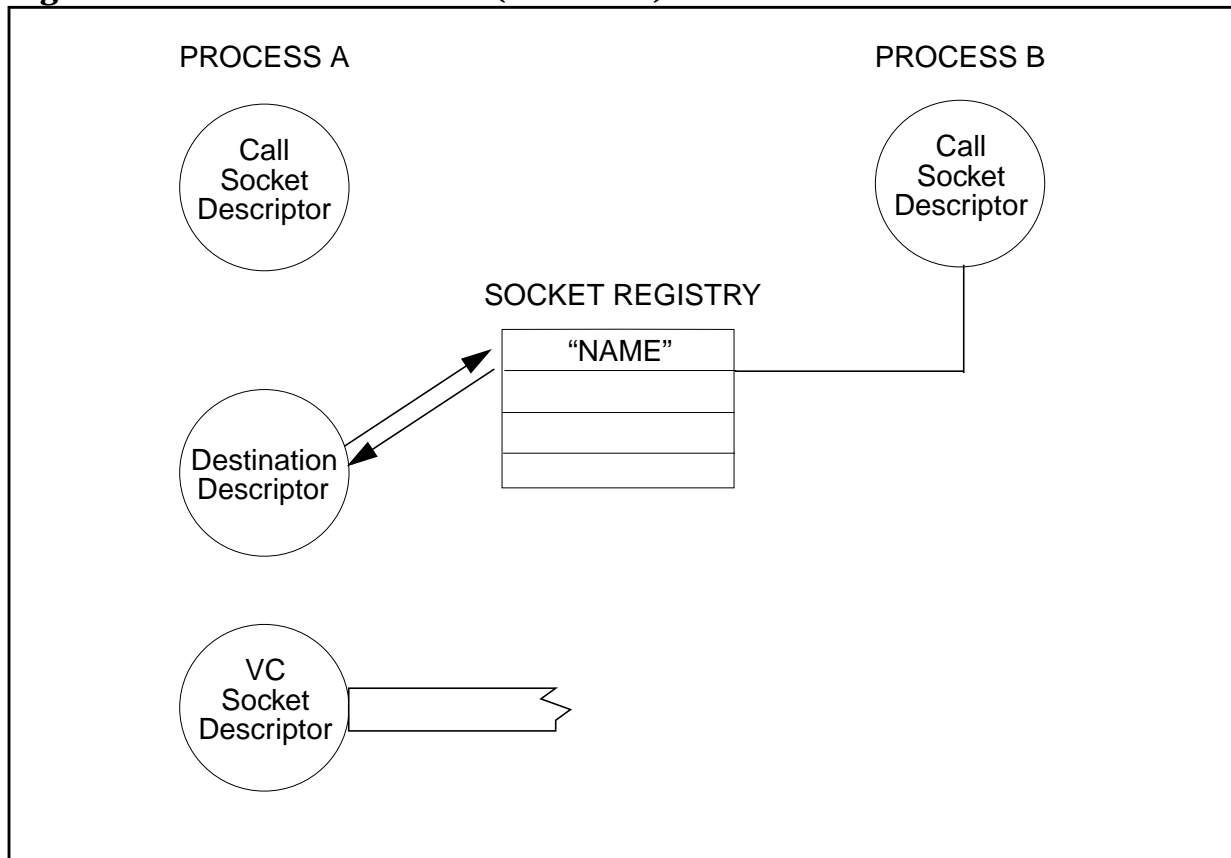 PROCESS A
PROCESS B
Call
Socket
Descriptor
Call
Socket
Descriptor
SOCKET REGISTRY
“NAME”
Destination
Descriptor
VC
Socket
Descriptor